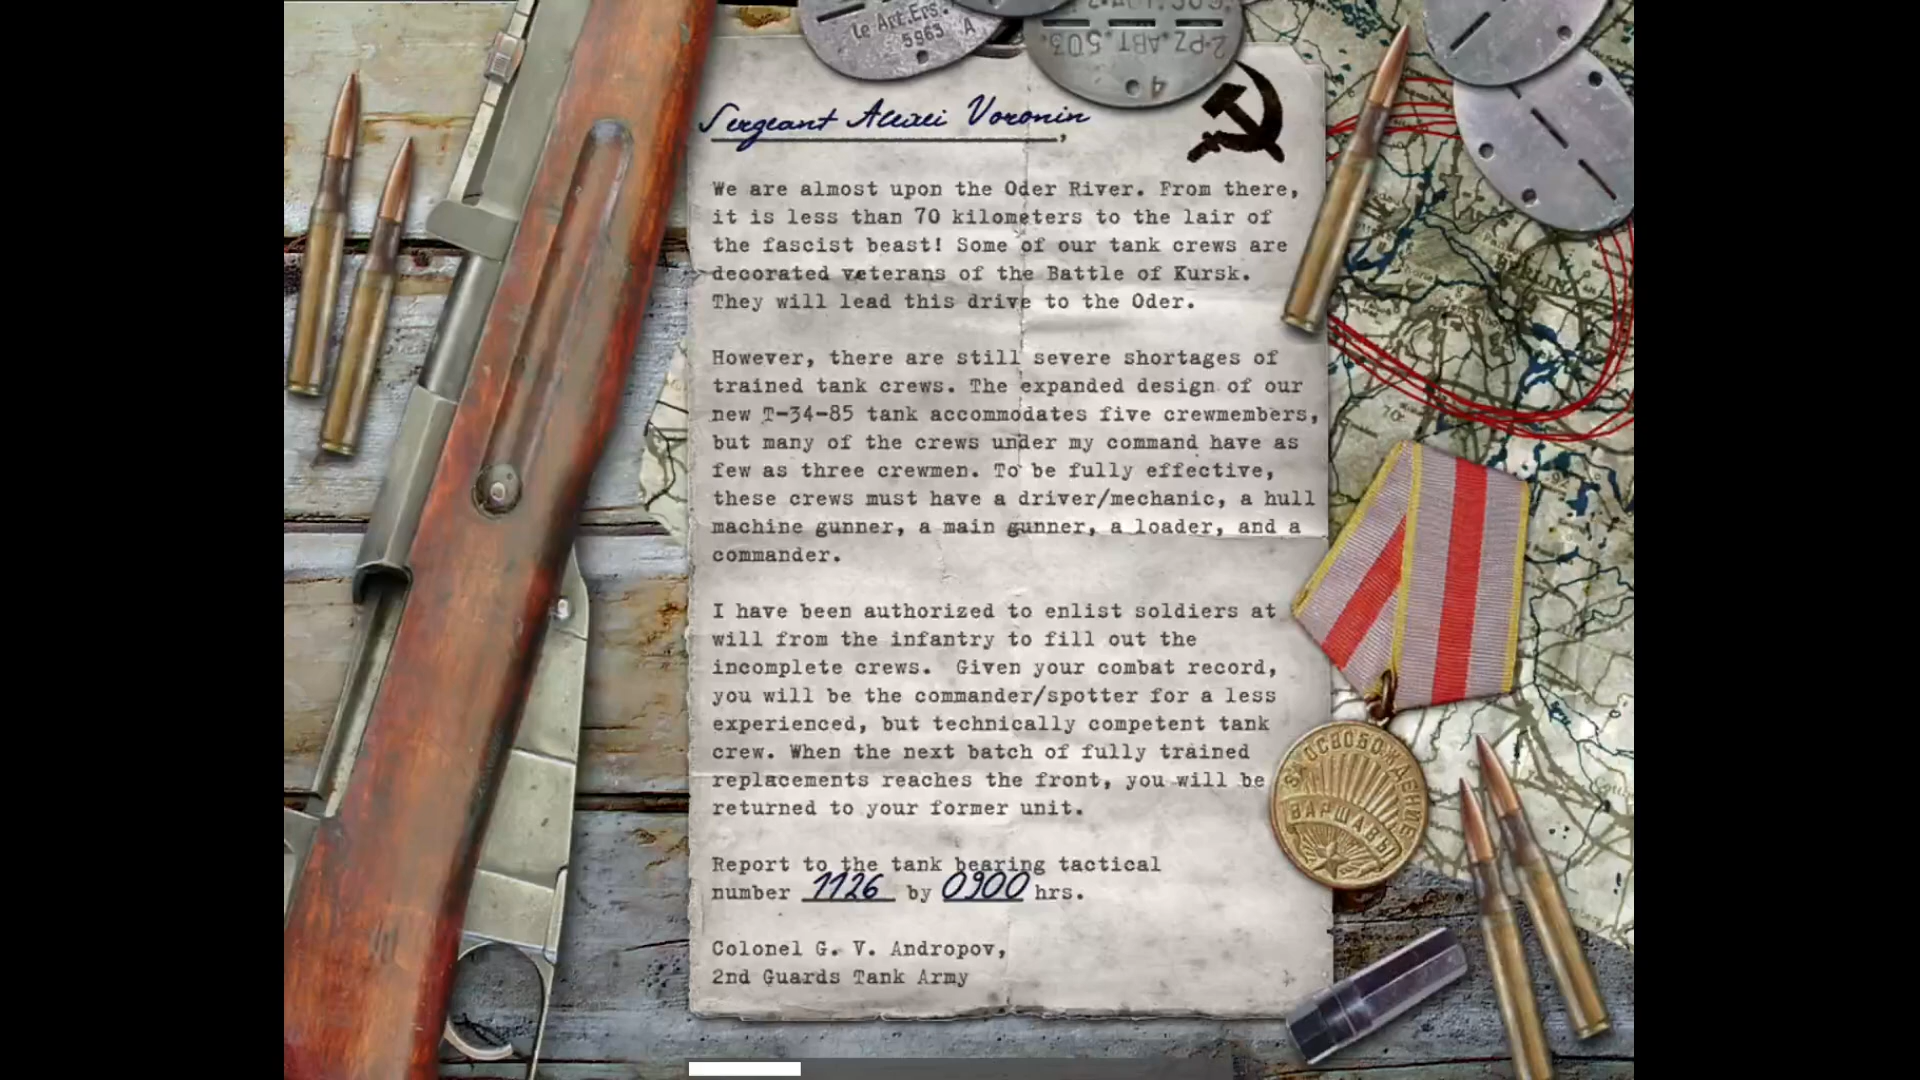 le Art.Ers.
5963 A
2·PZ.ABT.503.
4
Sergeant Alexei Voronin,
We are almost upon the Oder River. From there,
it is less than 70 kilometers to the lair of
the fascist beast! Some of our tank crews are
decorated veterans of the Battle of Kursk.
They will lead this drive to the Oder.
However, there are still severe shortages of
trained tank crews. The expanded design of our
new T-34-85 tank accommodates five crewmembers,
but many of the crews under my command have as
few as three crewmen. To be fully effective,
these crews must have a driver/mechanic, a hull
machine gunner, a main gunner, a loader, and a
commander.
I have been authorized to enlist soldiers at
will from the infantry to fill out the
incomplete crews.  Given your combat record,
you will be the commander/spotter for a less
experienced, but technically competent tank
crew. When the next batch of fully trained
replacements reaches the front, you will be
returned to your former unit.
Report to the tank bearing tactical
number 1126 by 0900 hrs.
Colonel G. V. Andropov,
2nd Guards Tank Army
BERLIN
ЗА ОСВОБОЖДЕНИЕ
ВАРШАВЫ